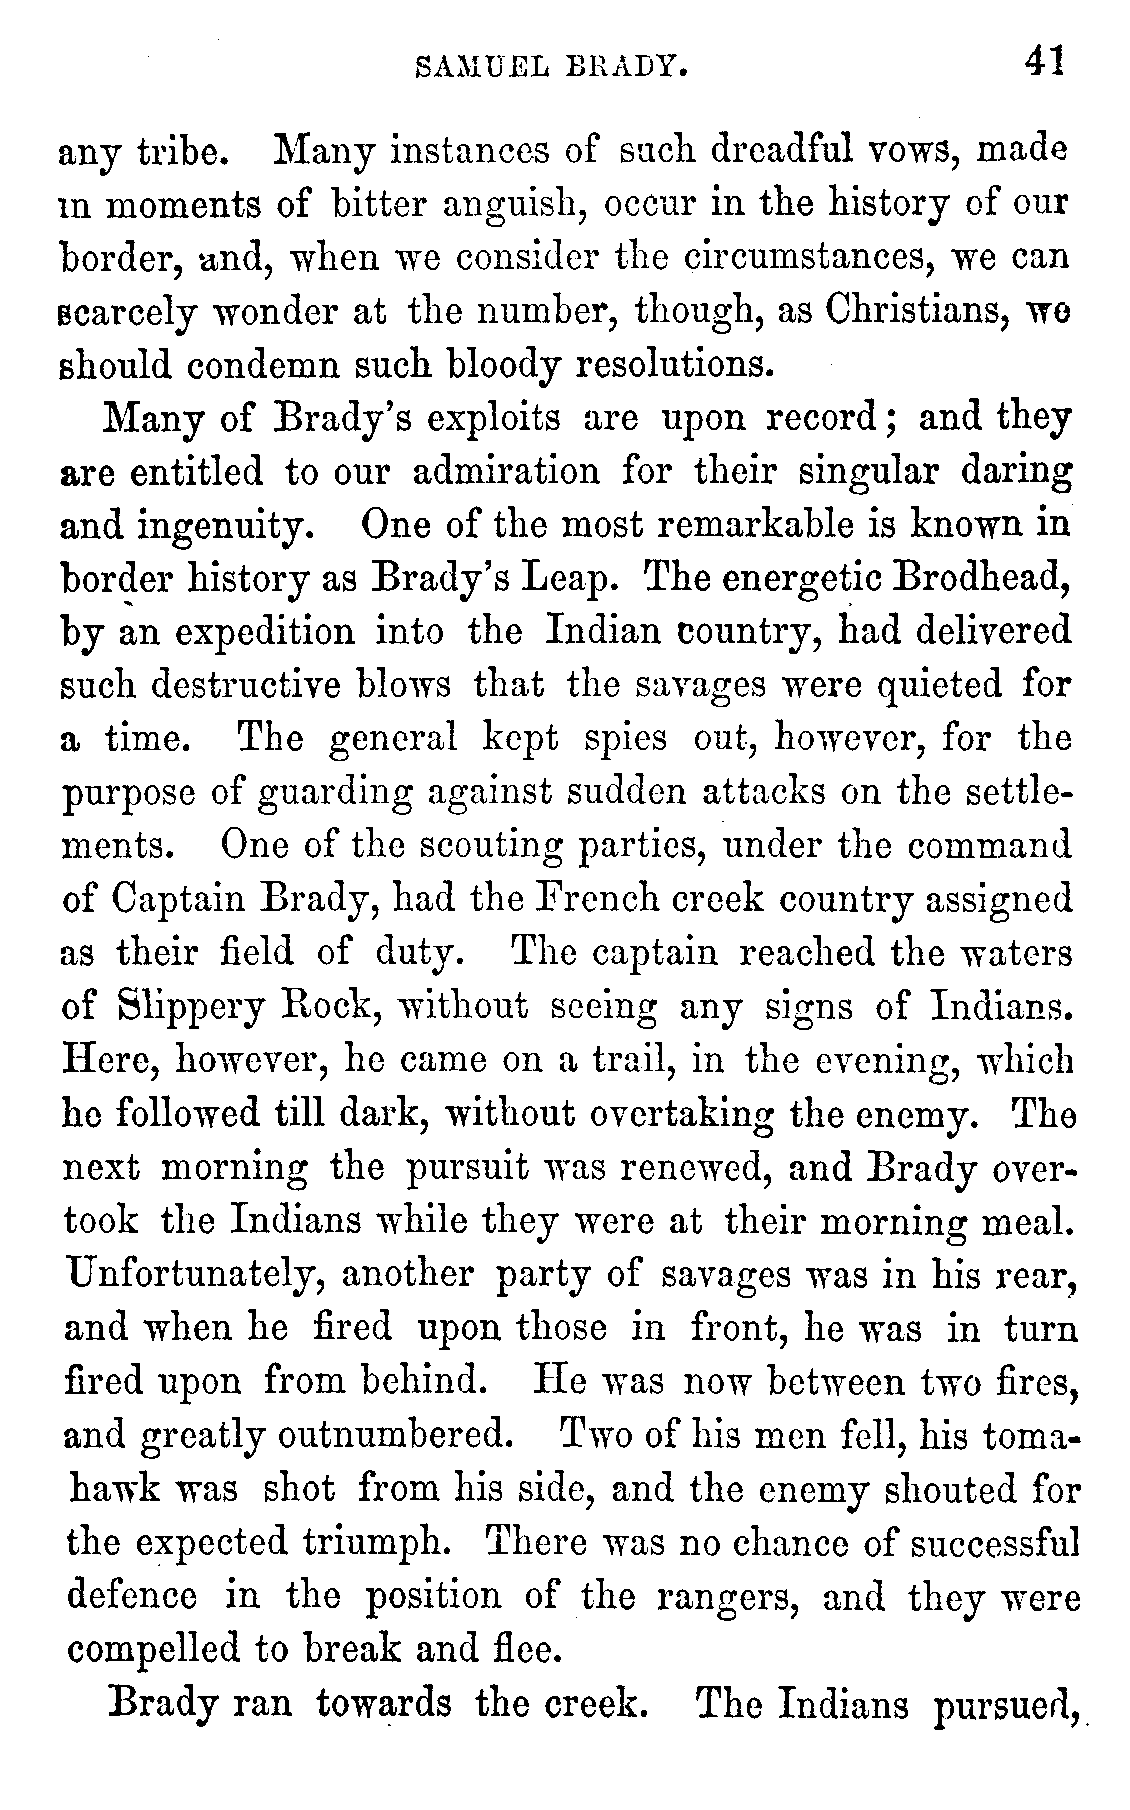 SAMUEL BRADY. 41
any tribe. Many instances of such dreadful vows, made
in moments of bitter anguish, occur in the history of our
border, and, when we consider the circumstances, we can
scarcely wonder at the number, though, as Christians, we
should condemn such bloody resolutions.
Many of Brady's exploits are upon record; and they
are entitled to our admiration for their singular daring
and ingenuity. One of the most remarkable is known in
border history as Brady's Leap. The energetic Brodhead,
by an expedition into the Indian country, had delivered
such destructive blows that the savages were quieted for
a time. The general kept spies out, however, for the
purpose of guarding against sudden attacks on the settle-
ments. One of the scouting parties, under the command
of Captain Brady, had the French creek country assigned
as their field of duty. The captain reached the waters
of Slippery Rock, without seeing any signs of Indians.
Here, however, he came on a trail, in the evening, which
he followed till dark, without overtaking the enemy. The
next morning the pursuit was renewed, and Brady over-
took the Indians while they were at their morning meal.
Unfortunately, another party of savages was in his rear,
and when he fired upon those in front, he was in turn
fired upon from behind. He was now between two fires,
and greatly outnumbered. Two of his men fell, his toma-
hawk was shot from his side, and the enemy shouted for
the expected triumph. There was no chance of successful
defence in the position of the rangers, and they were
compelled to break and flee.
Brady ran towards the creek. The Indians pursued,